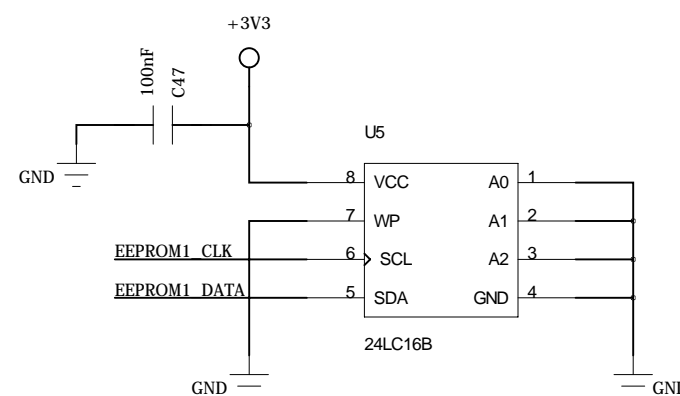 +3V3
100nF
C47
GND
U5
8 VCC A0 1
7 WP A1 2
EEPROM1_CLK 6 SCL A2 3
EEPROM1_DATA 5 SDA GND 4
24LC16B
GND GND